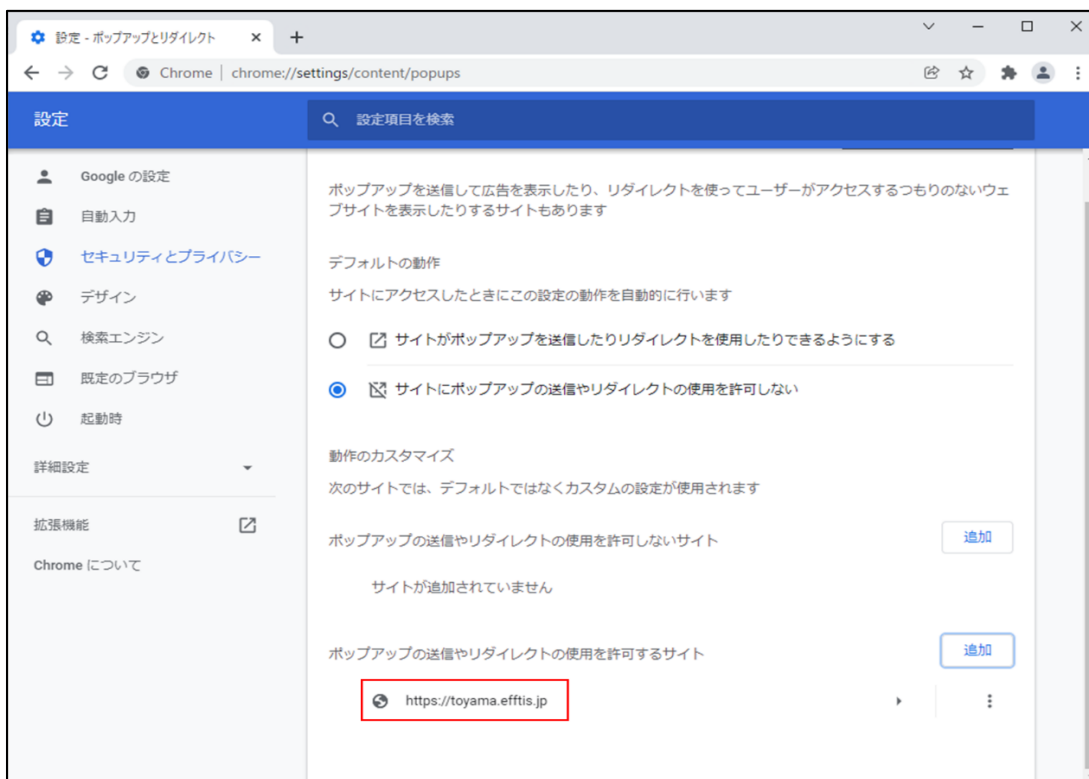 設定 - ポップアップとリダイレクト
Chrome | chrome://settings/content/popups
設定
設定項目を検索
Google の設定
自動入力
セキュリティとプライバシー
デザイン
検索エンジン
既定のブラウザ
起動時
詳細設定
拡張機能
Chrome について
ポップアップを送信して広告を表示したり、リダイレクトを使ってユーザーがアクセスするつもりのないウェ
ブサイトを表示したりするサイトもあります
デフォルトの動作
サイトにアクセスしたときにこの設定の動作を自動的に行います
サイトがポップアップを送信したりリダイレクトを使用したりできるようにする
サイトにポップアップの送信やリダイレクトの使用を許可しない
動作のカスタマイズ
次のサイトでは、デフォルトではなくカスタムの設定が使用されます
ポップアップの送信やリダイレクトの使用を許可しないサイト
追加
サイトが追加されていません
ポップアップの送信やリダイレクトの使用を許可するサイト
追加
https://toyama.efftis.jp